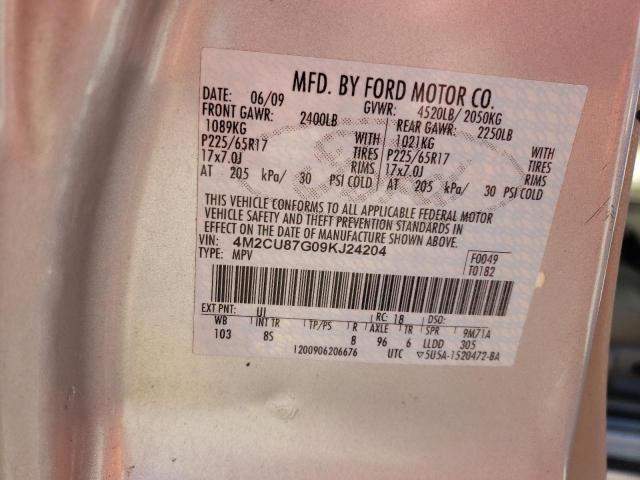 MFD. BY FORD MOTOR CO.
DATE: 06/09 GVWR: 4520LB/ 2050KG
FRONT GAWR: 2400LB REAR GAWR: 2250LB
1089KG WITH 1021KG WITH
P225/65R17 TIRES P225/65R17 TIRES
17x7.0J RIMS 17x7.0J RIMS
AT 205 kPa/ 30 PSI COLD AT 205 kPa/ 30 PSI COLD
THIS VEHICLE CONFORMS TO ALL APPLICABLE FEDERAL MOTOR
VEHICLE SAFETY AND THEFT PREVENTION STANDARDS IN
EFFECT ON THE DATE OF MANUFACTURE SHOWN ABOVE.
VIN: 4M2CU87G09KJ24204 F0049
TYPE: MPV T0182
EXT PNT: UI RC: 18 DSO:
WB INT TR TP/PS R AXLE TR SPR 9M71A
103 85 8 96 6 LLDD 305
1200906206676 UTC ▽5U5A-1520472-BA